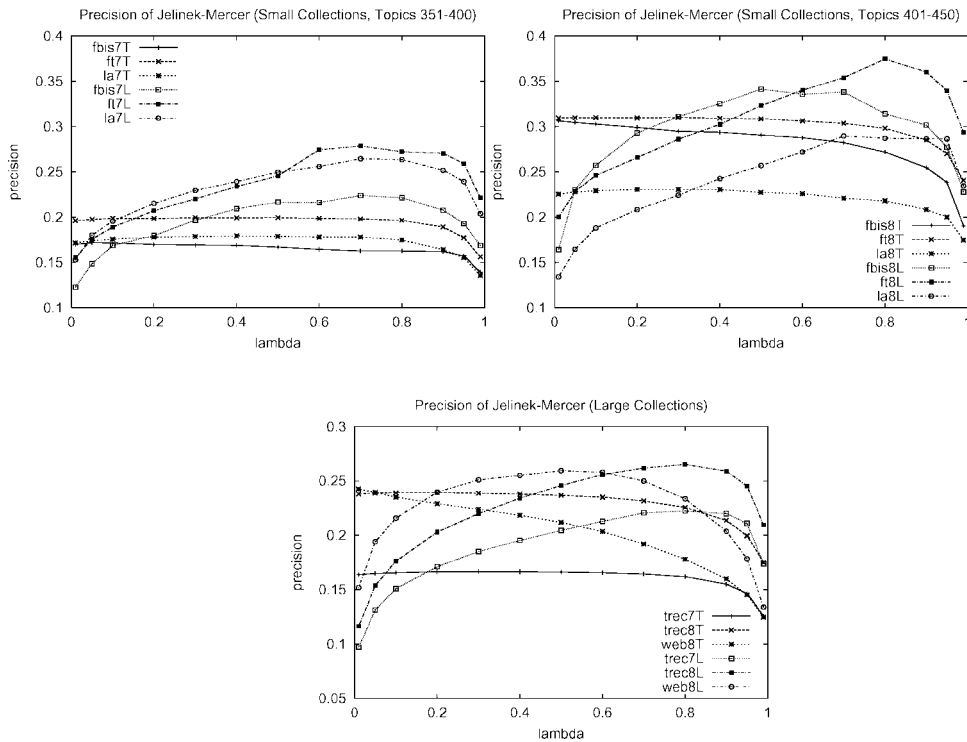 Precision of Jelinek-Mercer (Small Collections, Topics 351-400)
0.4
0.35
0.3
0.25
0.2
0.15
0.1
precision
0
0.2
0.4
0.6
0.8
1
lambda
fbis7T
ft7T
la7T
fbis7L
ft7L
la7L
Precision of Jelinek-Mercer (Small Collections, Topics 401-450)
0.4
0.35
0.3
0.25
0.2
0.15
0.1
precision
0
0.2
0.4
0.6
0.8
1
lambda
fbis8T
ft8T
la8T
fbis8L
ft8L
la8L
Precision of Jelinek-Mercer (Large Collections)
0.3
0.25
0.2
0.15
0.1
0.05
precision
0
0.2
0.4
0.6
0.8
1
lambda
trec7T
trec8T
web8T
trec7L
trec8L
web8L